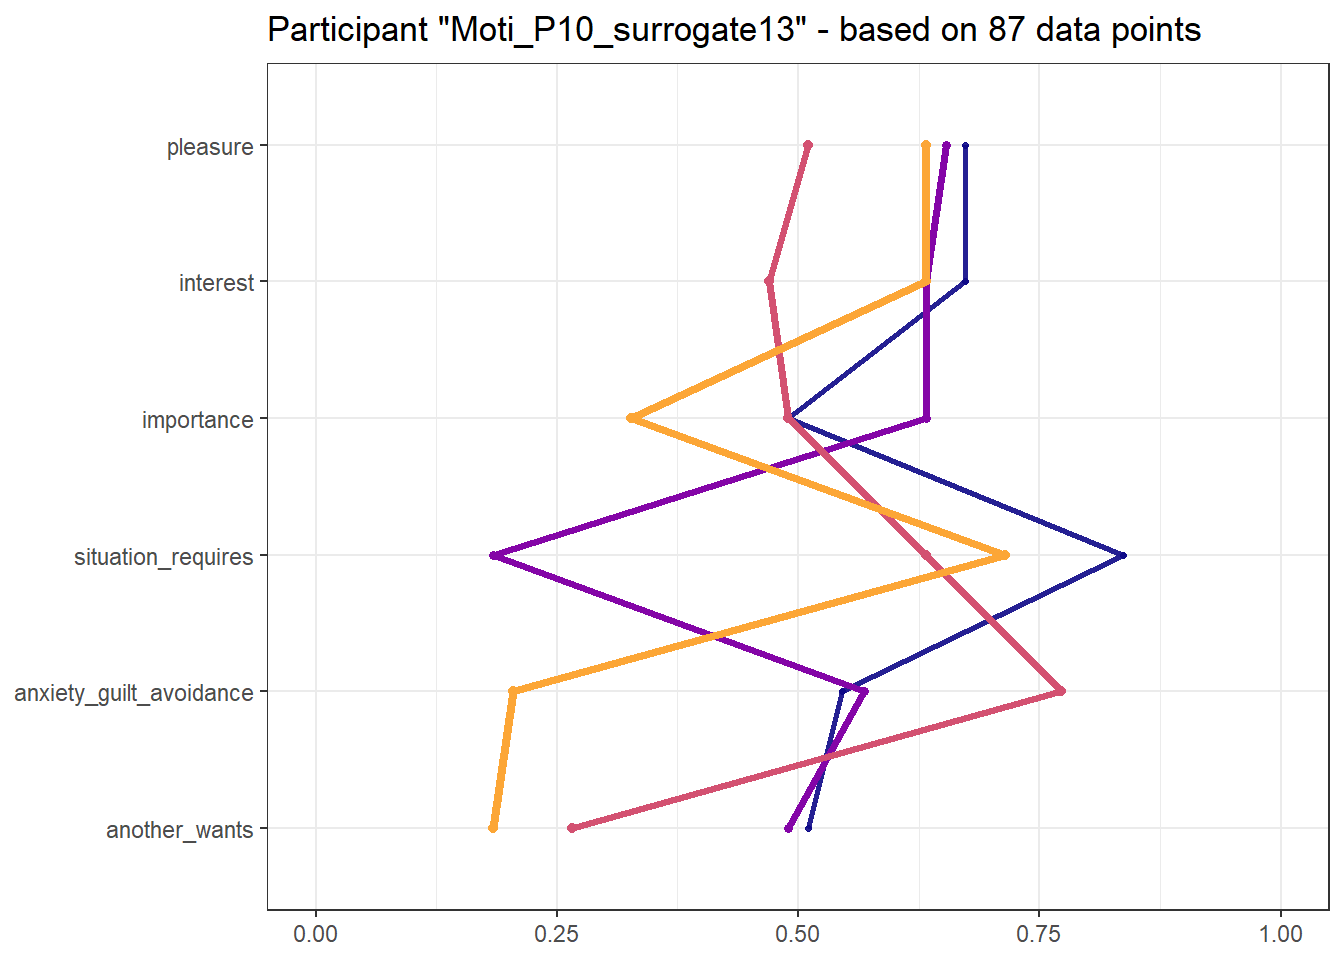 Participant "Moti_P10_surrogate13" - based on 87 data points
pleasure
interest
importance
situation_requires
anxiety_guilt_avoidance
another_wants
0.00 0.25 0.50 0.75 1.00